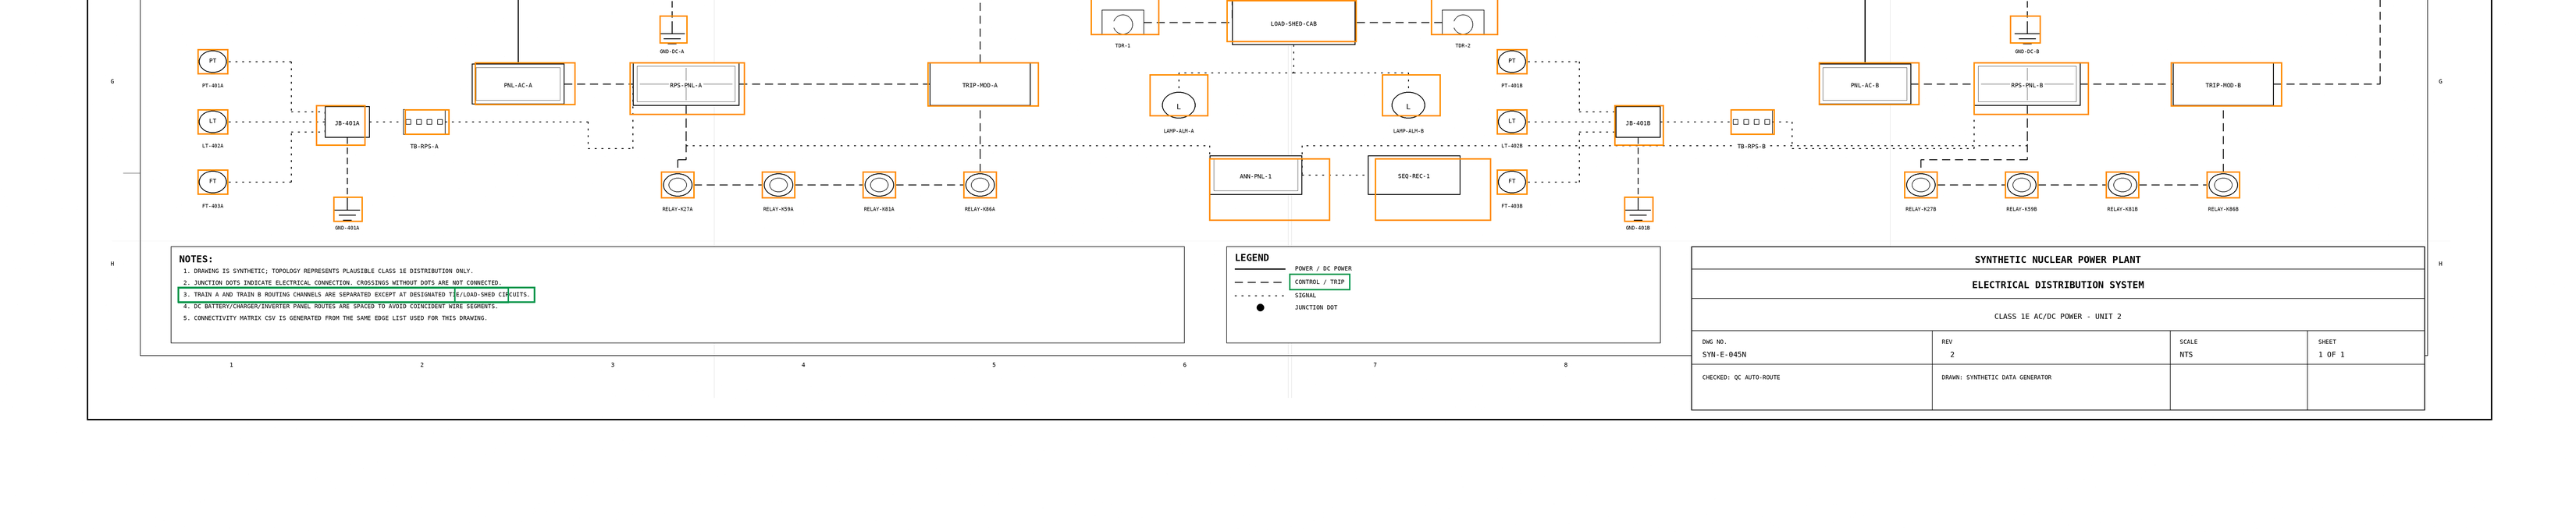 LOAD-SHED-CAB
TDR-1
TDR-2
GND-DC-A
GND-DC-B
PT
PT-401A
PNL-AC-A
RPS-PNL-A
TRIP-MOD-A
PT
PT-401B
PNL-AC-B
RPS-PNL-B
TRIP-MOD-B
G
G
L
LAMP-ALM-A
L
LAMP-ALM-B
LT
LT-402A
JB-401A
TB-RPS-A
LT
LT-402B
JB-401B
TB-RPS-B
FT
FT-403A
GND-401A
RELAY-K27A
RELAY-K59A
RELAY-K81A
RELAY-K86A
ANN-PNL-1
SEQ-REC-1
FT
FT-403B
GND-401B
RELAY-K27B
RELAY-K59B
RELAY-K81B
RELAY-K86B
H
H
NOTES:
1. DRAWING IS SYNTHETIC; TOPOLOGY REPRESENTS PLAUSIBLE CLASS 1E DISTRIBUTION ONLY.
2. JUNCTION DOTS INDICATE ELECTRICAL CONNECTION. CROSSINGS WITHOUT DOTS ARE NOT CONNECTED.
3. TRAIN A AND TRAIN B ROUTING CHANNELS ARE SEPARATED EXCEPT AT DESIGNATED TIE/LOAD-SHED CIRCUITS.
4. DC BATTERY/CHARGER/INVERTER PANEL ROUTES ARE SPACED TO AVOID COINCIDENT WIRE SEGMENTS.
5. CONNECTIVITY MATRIX CSV IS GENERATED FROM THE SAME EDGE LIST USED FOR THIS DRAWING.
LEGEND
POWER / DC POWER
CONTROL / TRIP
SIGNAL
JUNCTION DOT
SYNTHETIC NUCLEAR POWER PLANT
ELECTRICAL DISTRIBUTION SYSTEM
CLASS 1E AC/DC POWER - UNIT 2
DWG NO.
SYN-E-045N
REV
2
SCALE
NTS
SHEET
1 OF 1
CHECKED: QC AUTO-ROUTE
DRAWN: SYNTHETIC DATA GENERATOR
1 2 3 4 5 6 7 8